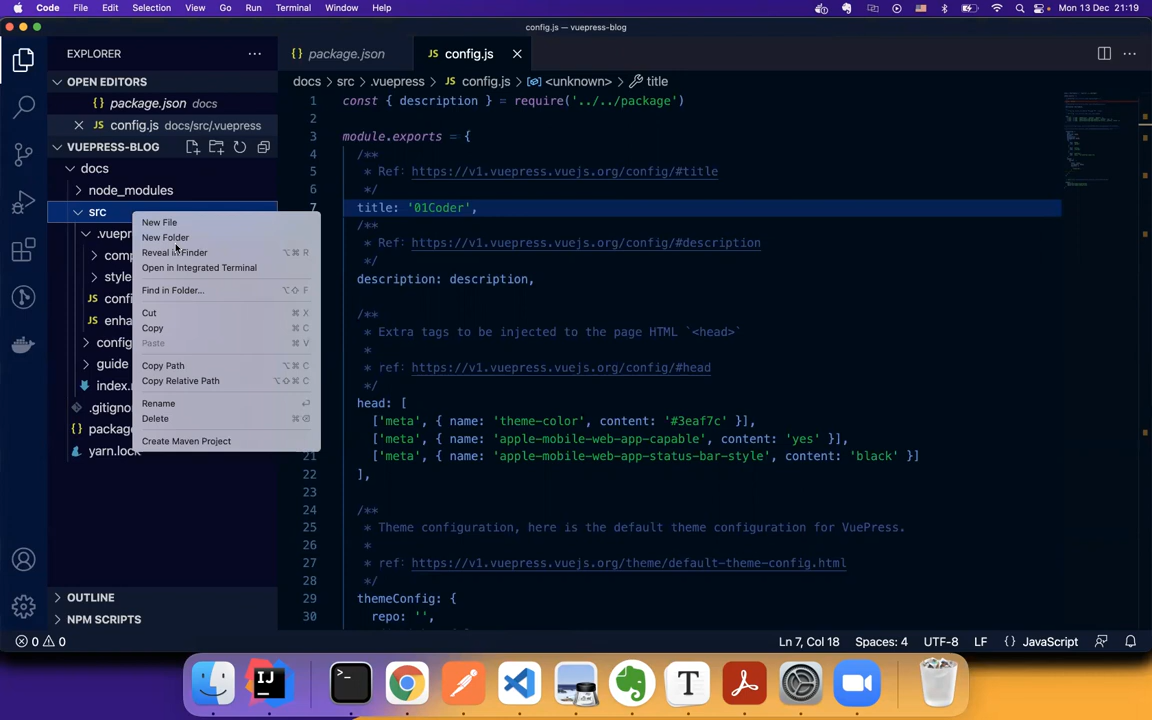 Code File Edit Selection View Go Run Terminal Window Help Mon 13 Dec 21:19
config.js — vuepress-blog
EXPLORER
OPEN EDITORS
{} package.json docs
JS config.js docs/src/.vuepress
VUEPRESS-BLOG
docs
node_modules
src
.vuepr
comp
style
JS confi
JS enha
config
guide
index.r
.gitigno
{} packag
yarn.lock
OUTLINE
NPM SCRIPTS
New File
New Folder
Reveal in Finder ⌥⌘ R
Open in Integrated Terminal
Find in Folder... ⌥⇧ F
Cut ⌘ X
Copy ⌘ C
Paste ⌘ V
Copy Path ⌥⌘ C
Copy Relative Path ⌥⇧⌘ C
Rename ⏎
Delete ⌘⌫
Create Maven Project
{} package.json JS config.js
docs > src > .vuepress > JS config.js > <unknown> > title
1 const { description } = require('../../package')
2
3 module.exports = {
4 /**
5 * Ref: https://v1.vuepress.vuejs.org/config/#title
6 */
7 title: '01Coder',
/**
* Ref: https://v1.vuepress.vuejs.org/config/#description
*/
description: description,
/**
* Extra tags to be injected to the page HTML `<head>`
*
* ref: https://v1.vuepress.vuejs.org/config/#head
*/
head: [
['meta', { name: 'theme-color', content: '#3eaf7c' }],
['meta', { name: 'apple-mobile-web-app-capable', content: 'yes' }],
21 ['meta', { name: 'apple-mobile-web-app-status-bar-style', content: 'black' }]
22 ],
23
24 /**
25 * Theme configuration, here is the default theme configuration for VuePress.
26 *
27 * ref: https://v1.vuepress.vuejs.org/theme/default-theme-config.html
28 */
29 themeConfig: {
30 repo: '',
0 0 Ln 7, Col 18 Spaces: 4 UTF-8 LF {} JavaScript